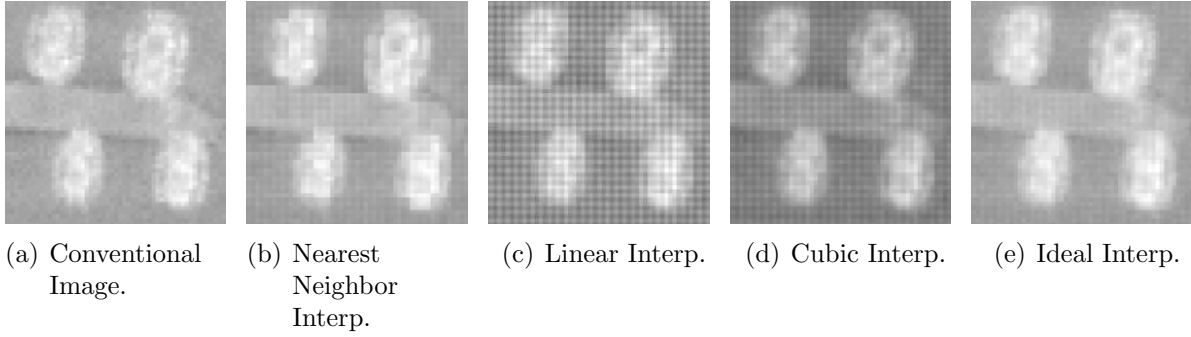 (a) Conventional
Image.
(b) Nearest
Neighbor
Interp.
(c) Linear Interp.
(d) Cubic Interp.
(e) Ideal Interp.